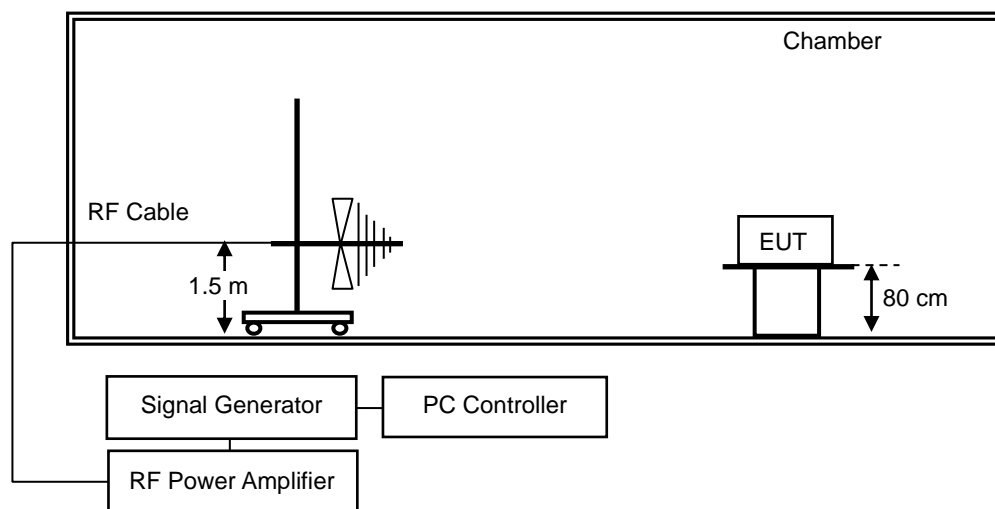 Chamber
RF Cable
EUT
1.5 m
80 cm
Signal Generator
PC Controller
RF Power Amplifier